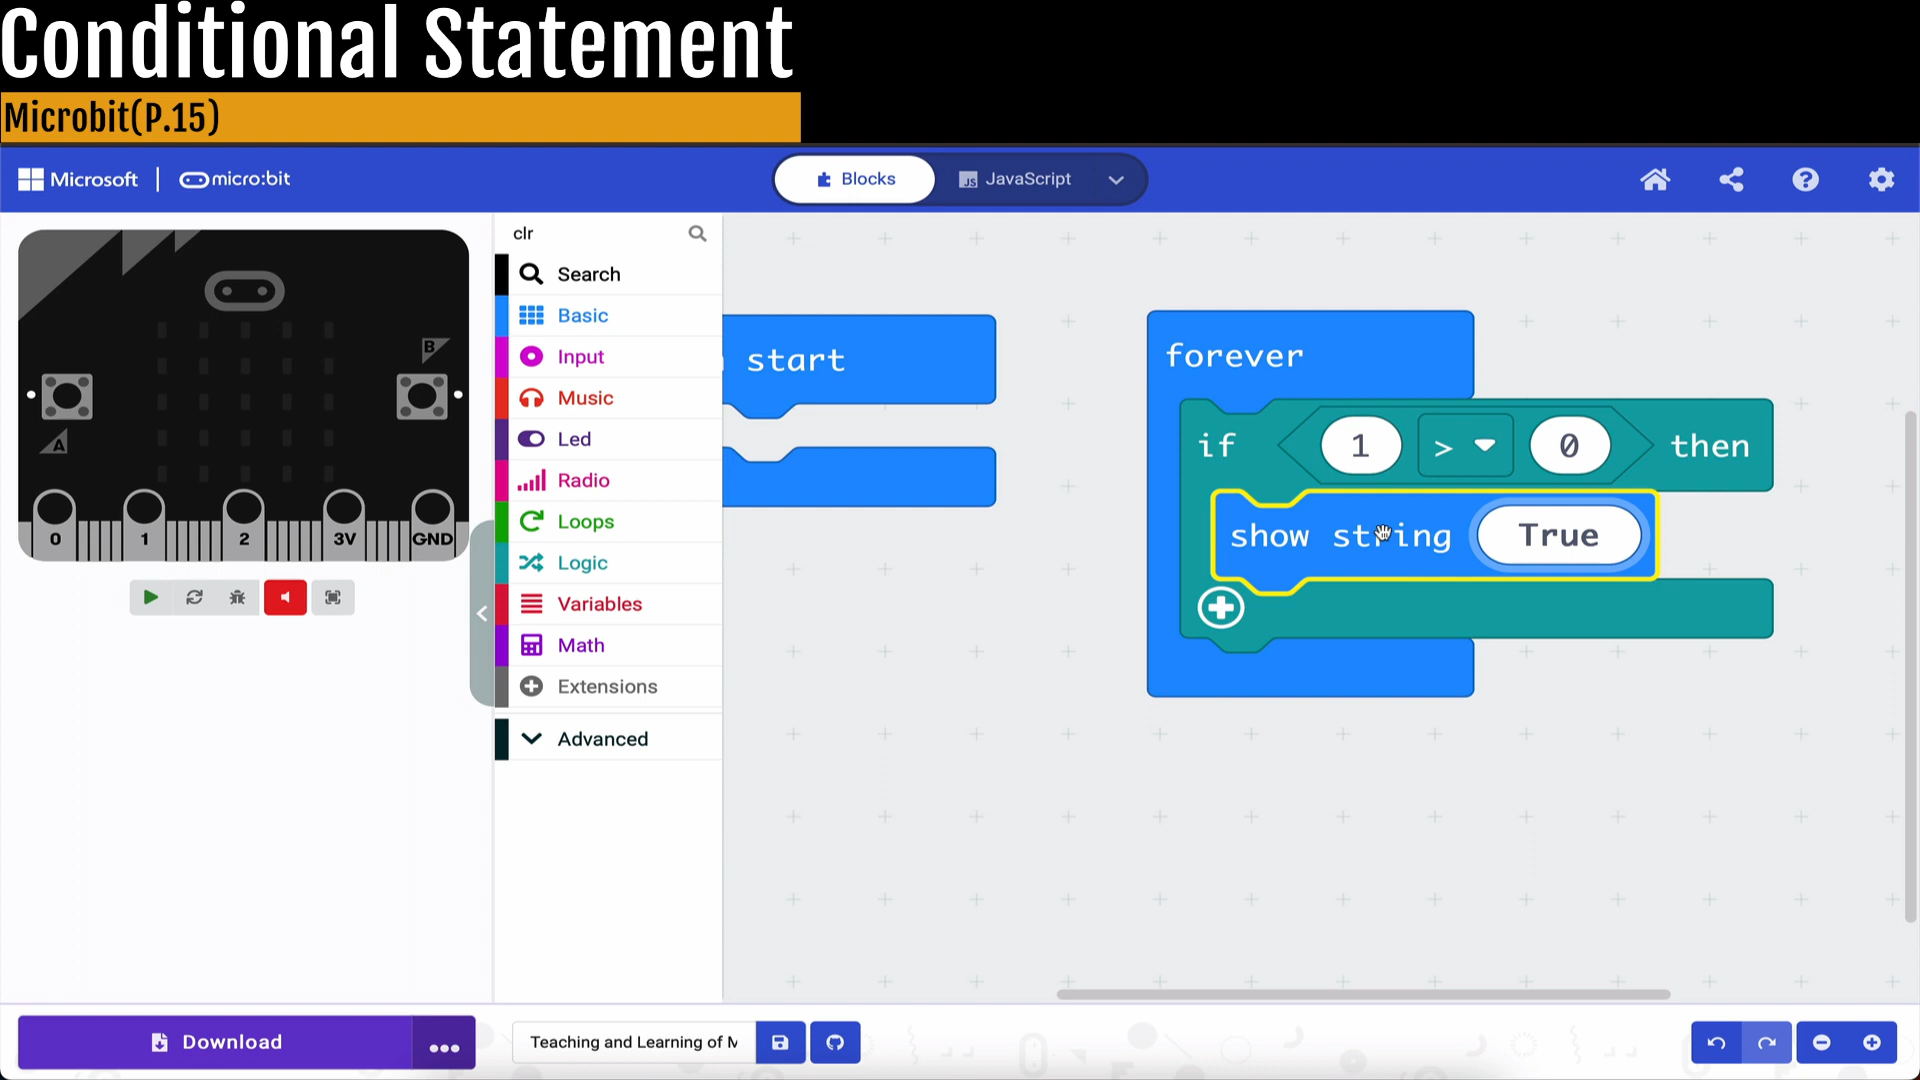 Conditional Statement
Microbit(P.15)
Microsoft | micro:bit
Blocks
JavaScript
clr
Search
Basic
Input
Music
Led
Radio
Loops
Logic
Variables
Math
Extensions
Advanced
B
A
0 1 2 3V GND
start
forever
if 1 > 0 then
show string True
Download
Teaching and Learning of M